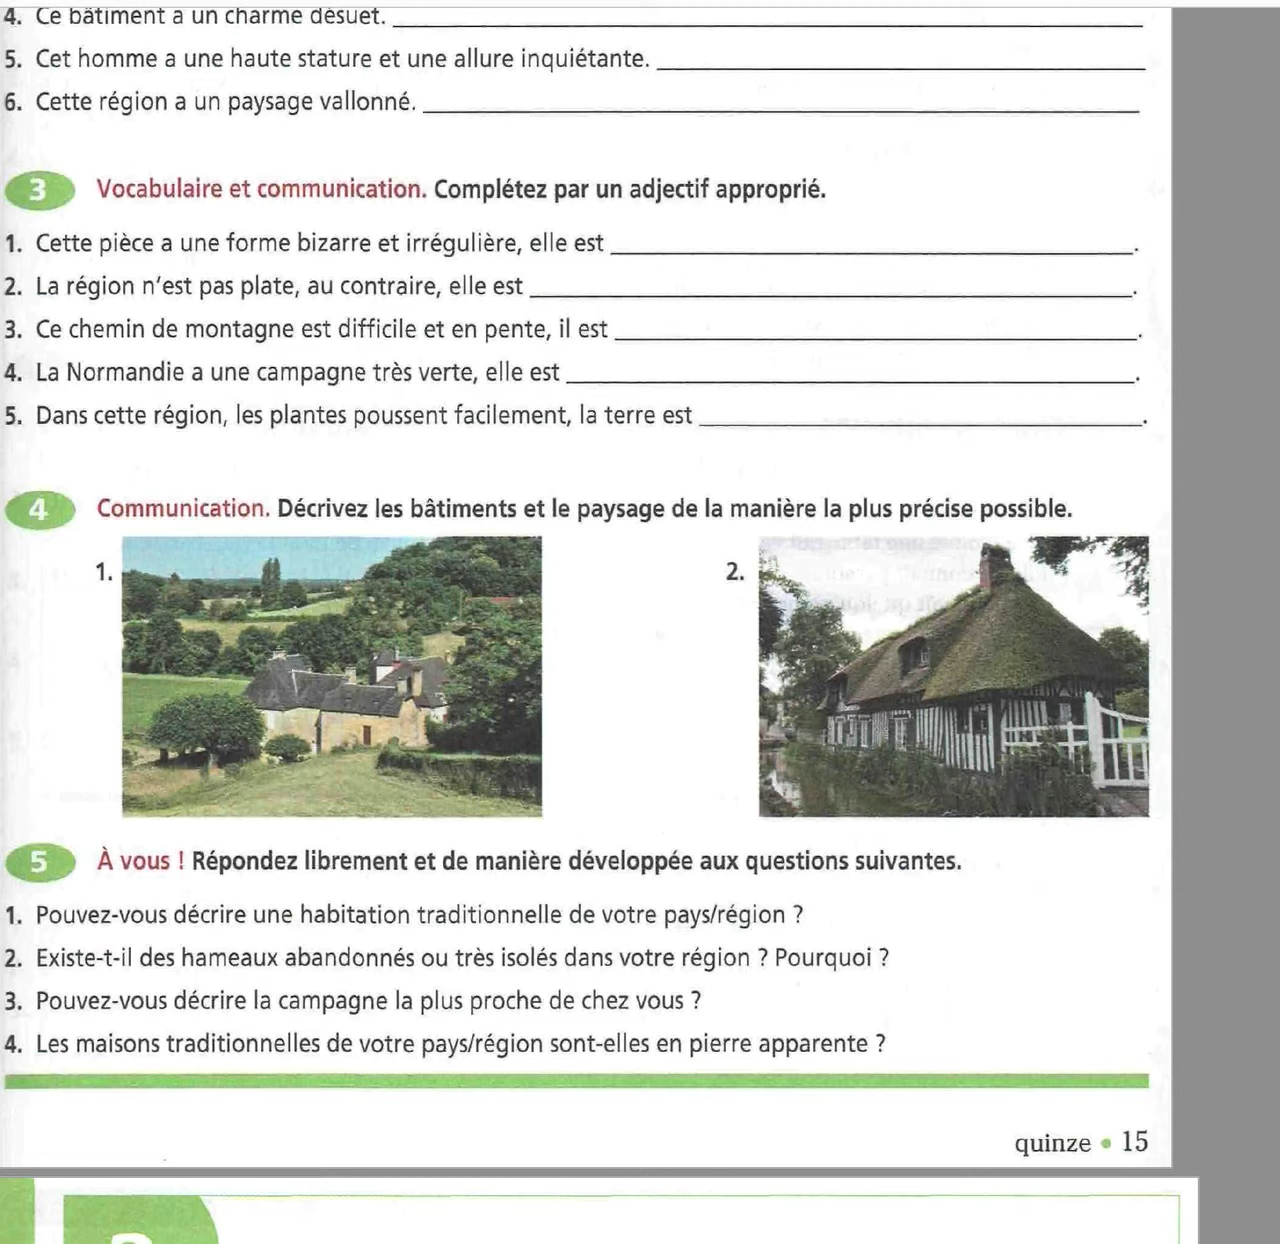 4. Ce bâtiment a un charme désuet.
5. Cet homme a une haute stature et une allure inquiétante.
6. Cette région a un paysage vallonné.
3 Vocabulaire et communication. Complétez par un adjectif approprié.
1. Cette pièce a une forme bizarre et irrégulière, elle est .
2. La région n'est pas plate, au contraire, elle est .
3. Ce chemin de montagne est difficile et en pente, il est .
4. La Normandie a une campagne très verte, elle est .
5. Dans cette région, les plantes poussent facilement, la terre est .
4 Communication. Décrivez les bâtiments et le paysage de la manière la plus précise possible.
1. 2.
5 À vous ! Répondez librement et de manière développée aux questions suivantes.
1. Pouvez-vous décrire une habitation traditionnelle de votre pays/région ?
2. Existe-t-il des hameaux abandonnés ou très isolés dans votre région ? Pourquoi ?
3. Pouvez-vous décrire la campagne la plus proche de chez vous ?
4. Les maisons traditionnelles de votre pays/région sont-elles en pierre apparente ?
quinze • 15